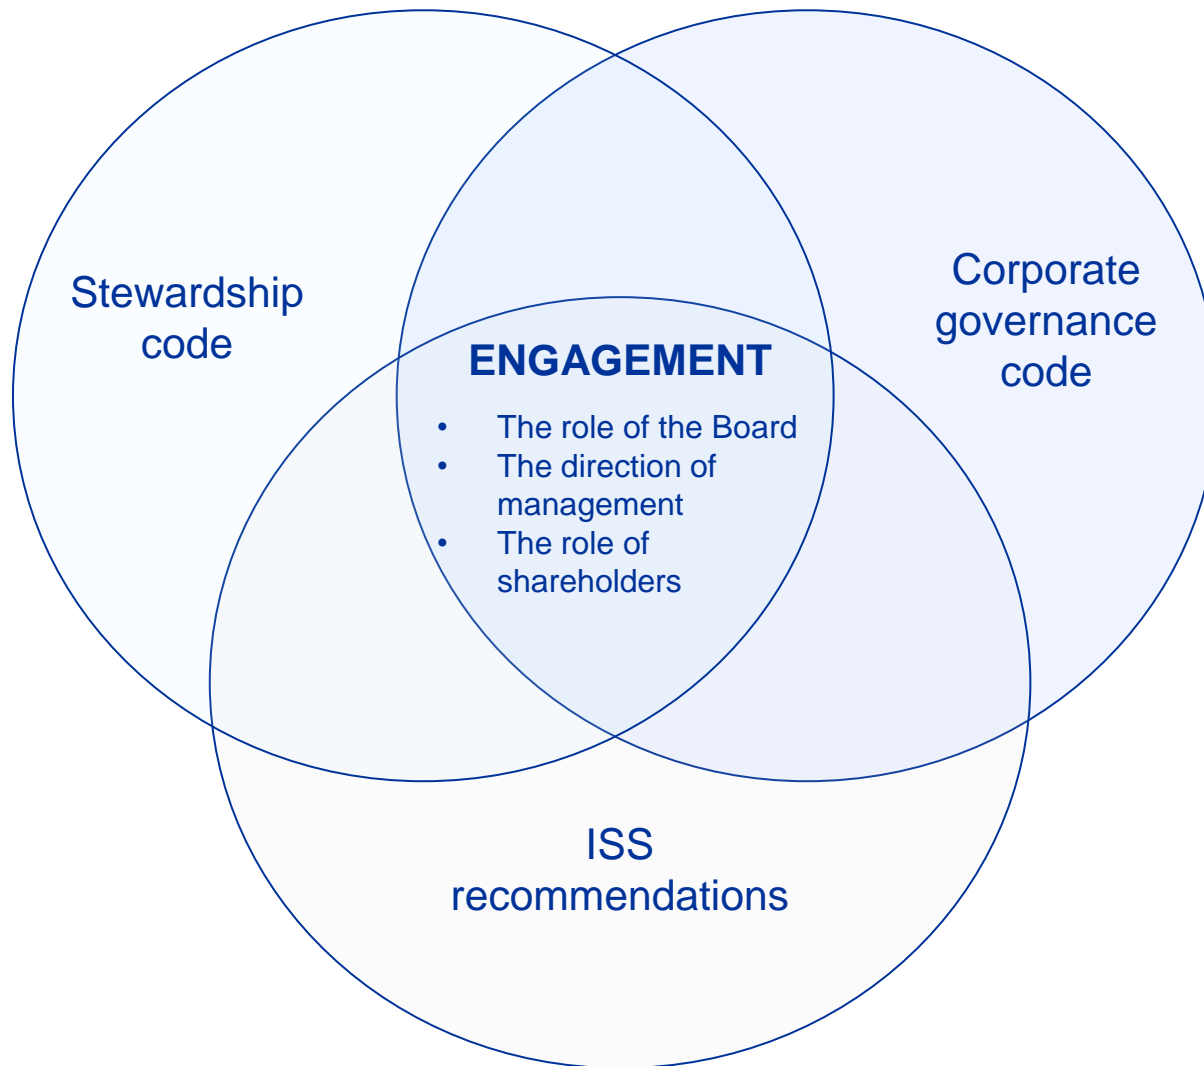 Stewardship
code
Corporate
governance
code
ENGAGEMENT
• The role of the Board
• The direction of
management
• The role of
shareholders
ISS
recommendations